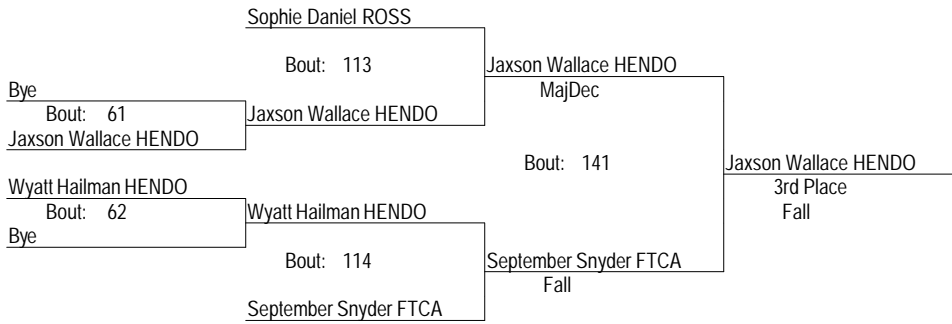 Sophie Daniel ROSS
Bout: 113
Jaxson Wallace HENDO
MajDec
Bye
Bout: 61
Jaxson Wallace HENDO
Jaxson Wallace HENDO
Bout: 141
Jaxson Wallace HENDO
3rd Place
Fall
Wyatt Hailman HENDO
Bout: 62
Bye
Wyatt Hailman HENDO
Bout: 114
September Snyder FTCA
Fall
September Snyder FTCA